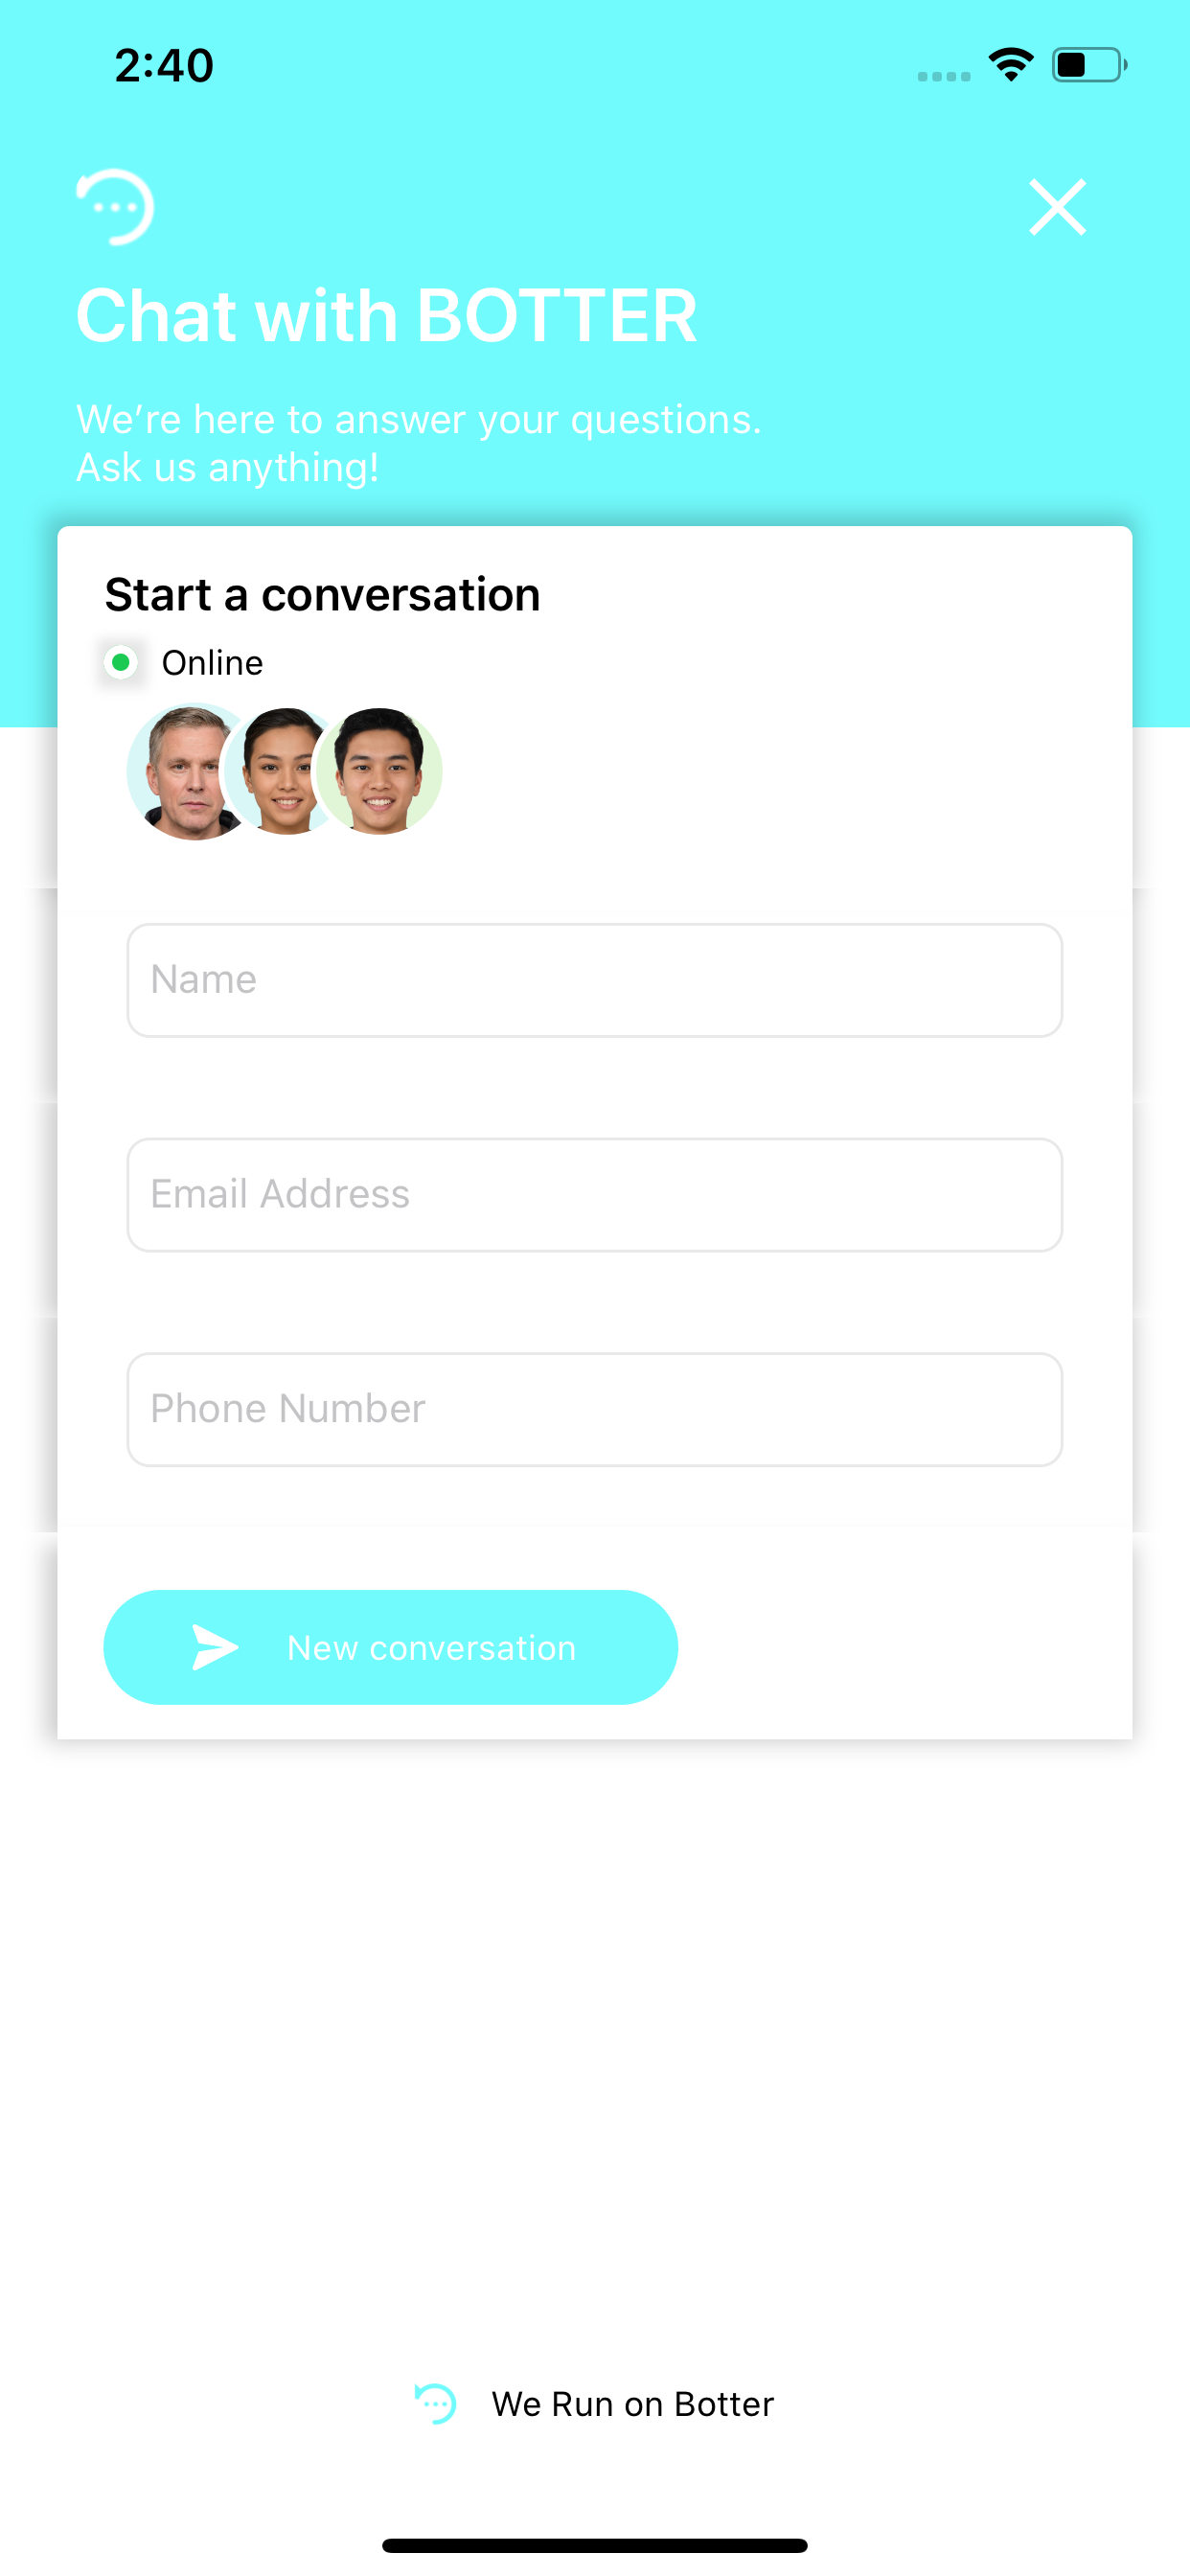 2:40
Chat with BOTTER
We’re here to answer your questions.
Ask us anything!
Start a conversation
Online
Name
Email Address
Phone Number
New conversation
We Run on Botter